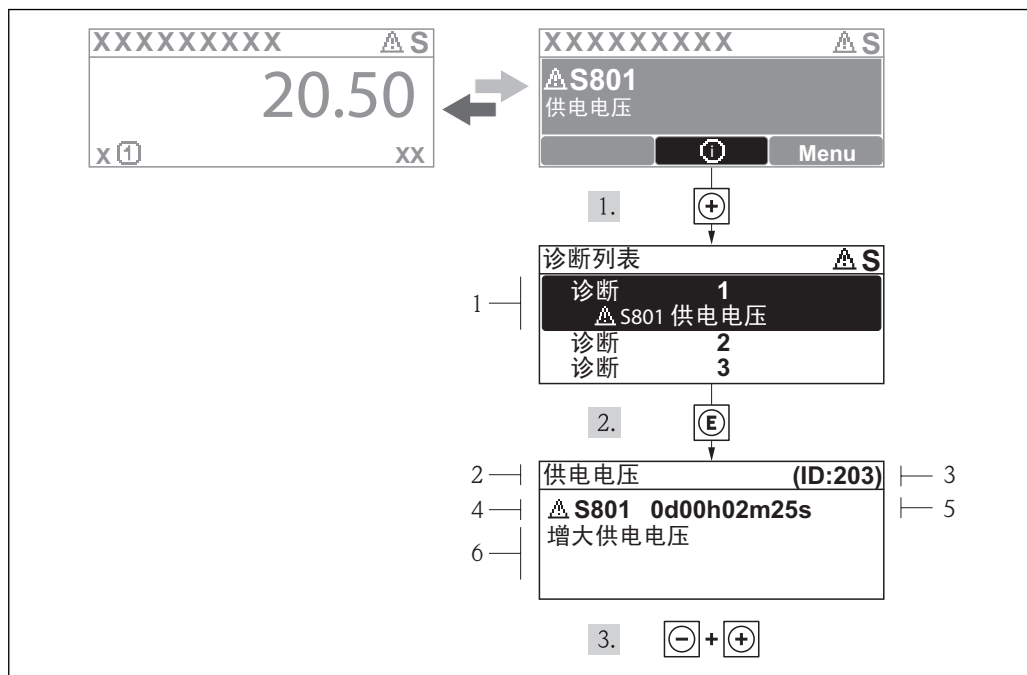 XXXXXXXXX ⚠ S
20.50
X 1 XX
XXXXXXXXX ⚠ S
⚠S801
供电电压
i Menu
1. +
诊断列表 ⚠ S
1
诊断 1
⚠ S801 供电电压
诊断 2
诊断 3
2. E
2 供电电压 (ID:203) 3
4 ⚠ S801 0d00h02m25s 5
6 增大供电电压
3. - + +